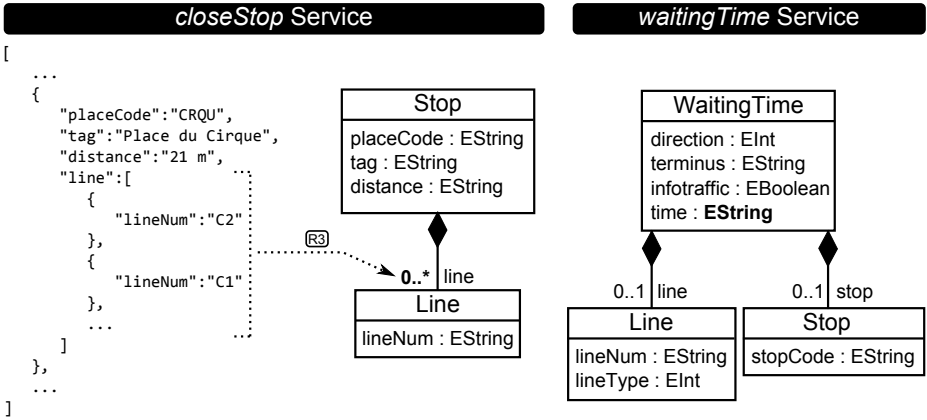 closeStop Service
[
...
{
"placeCode":"CRQU",
"tag":"Place du Cirque",
"distance":"21 m",
"line":[
{
"lineNum":"C2"
},
{
"lineNum":"C1"
},
...
]
},
...
]
R3
Stop
placeCode : EString
tag : EString
distance : EString
0..* line
Line
lineNum : EString
waitingTime Service
WaitingTime
direction : EInt
terminus : EString
infotraffic : EBoolean
time : EString
0..1 line
0..1 stop
Line
lineNum : EString
lineType : EInt
Stop
stopCode : EString